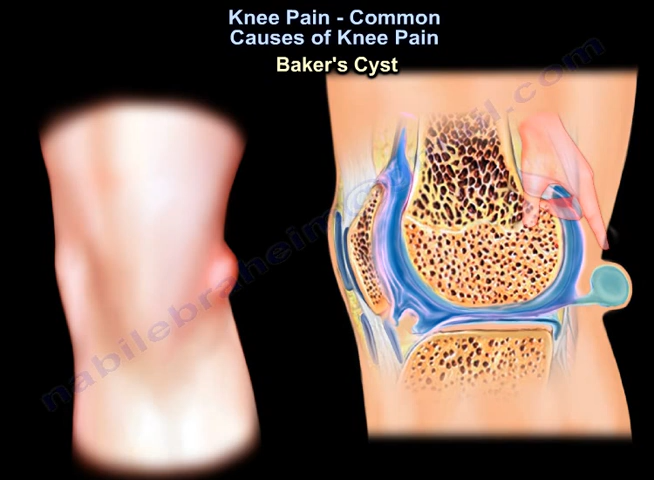 Knee Pain - Common
Causes of Knee Pain
Baker's Cyst